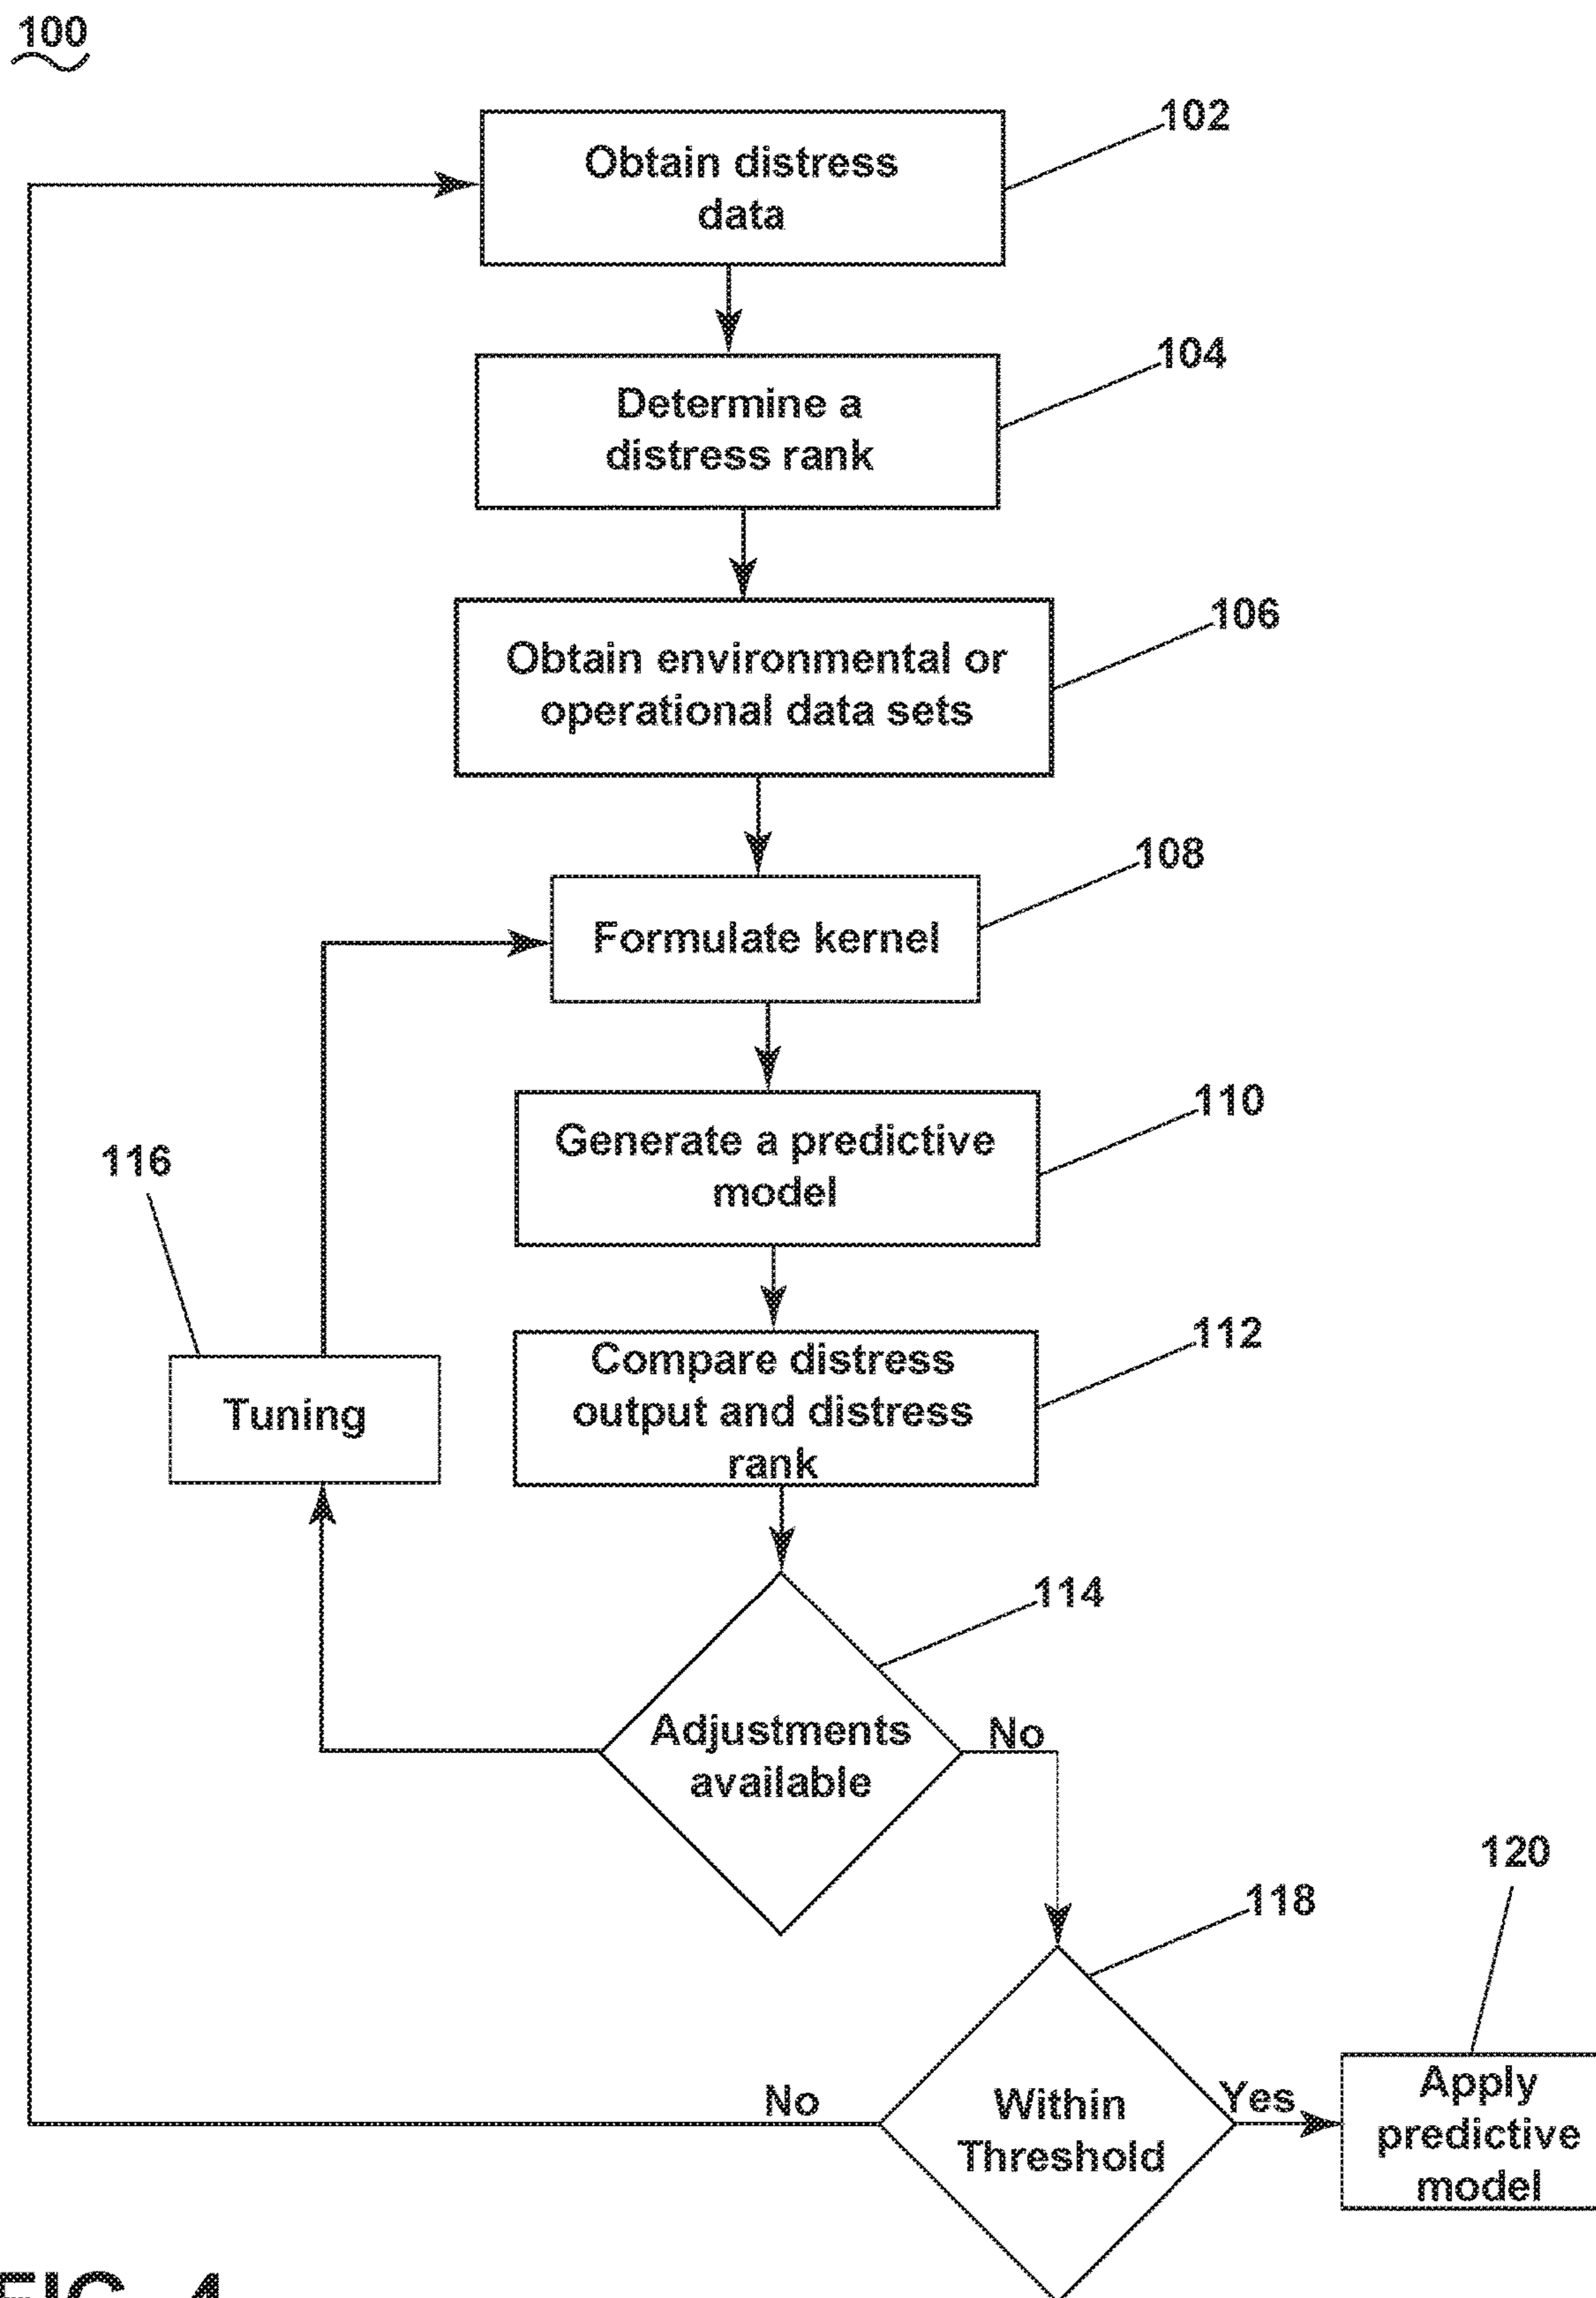 100
102
Obtain distress
data
104
Determine a
distress rank
106
Obtain environmental or
operational data sets
108
Formulate kernel
110
Generate a predictive
model
116
112
Compare distress
output and distress
rank
Tuning
114
Adjustments
available
No
120
118
No
Within
Threshold
Yes
Apply
predictive
model
FIG. 4